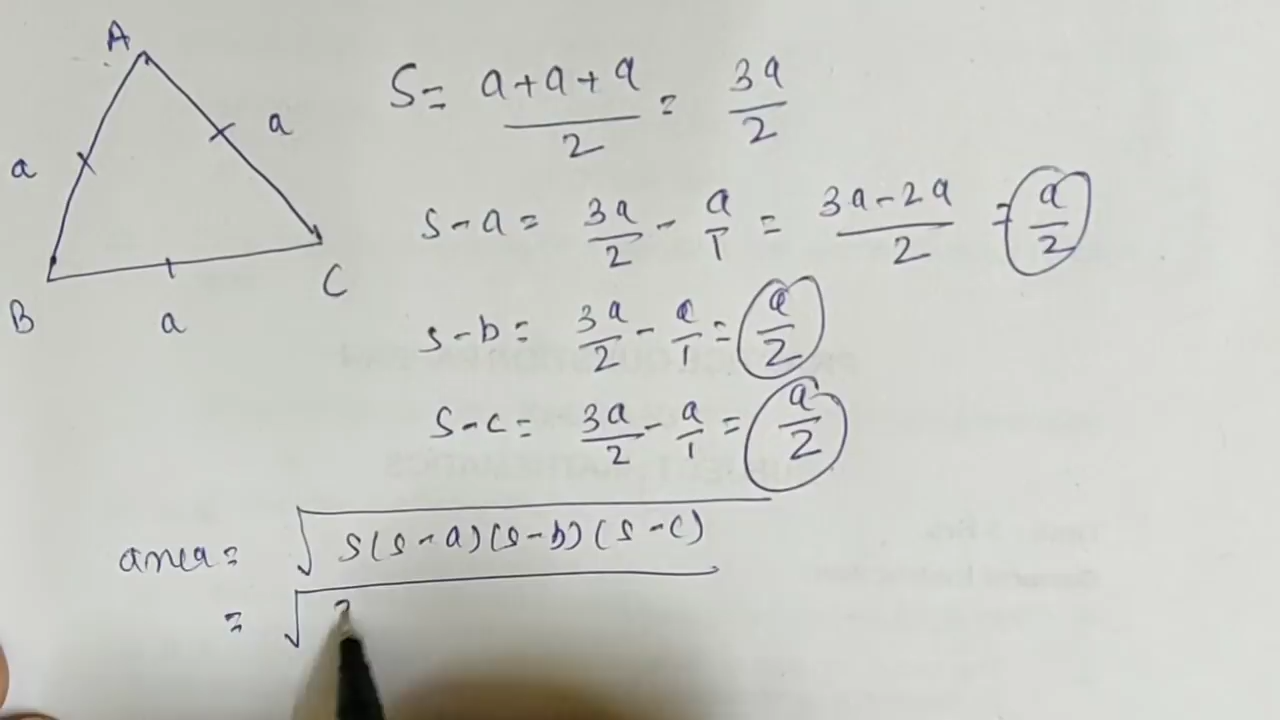 A
a
a
B
a
C
S = a+a+a/2 = 3a/2
s-a = 3a/2 - a/1 = 3a-2a/2 = a/2
s-b = 3a/2 - a/1 = a/2
s-c = 3a/2 - a/1 = a/2
area = √s(s-a)(s-b)(s-c)
= √